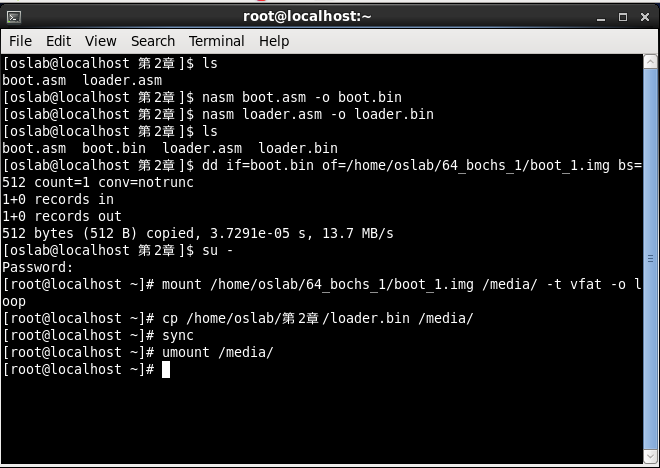 root@localhost:~
File Edit View Search Terminal Help
[oslab@localhost 第2章]$ ls
boot.asm  loader.asm
[oslab@localhost 第2章]$ nasm boot.asm -o boot.bin
[oslab@localhost 第2章]$ nasm loader.asm -o loader.bin
[oslab@localhost 第2章]$ ls
boot.asm  boot.bin  loader.asm  loader.bin
[oslab@localhost 第2章]$ dd if=boot.bin of=/home/oslab/64_bochs_1/boot_1.img bs=
512 count=1 conv=notrunc
1+0 records in
1+0 records out
512 bytes (512 B) copied, 3.7291e-05 s, 13.7 MB/s
[oslab@localhost 第2章]$ su -
Password:
[root@localhost ~]# mount /home/oslab/64_bochs_1/boot_1.img /media/ -t vfat -o l
oop
[root@localhost ~]# cp /home/oslab/第2章/loader.bin /media/
[root@localhost ~]# sync
[root@localhost ~]# umount /media/
[root@localhost ~]#